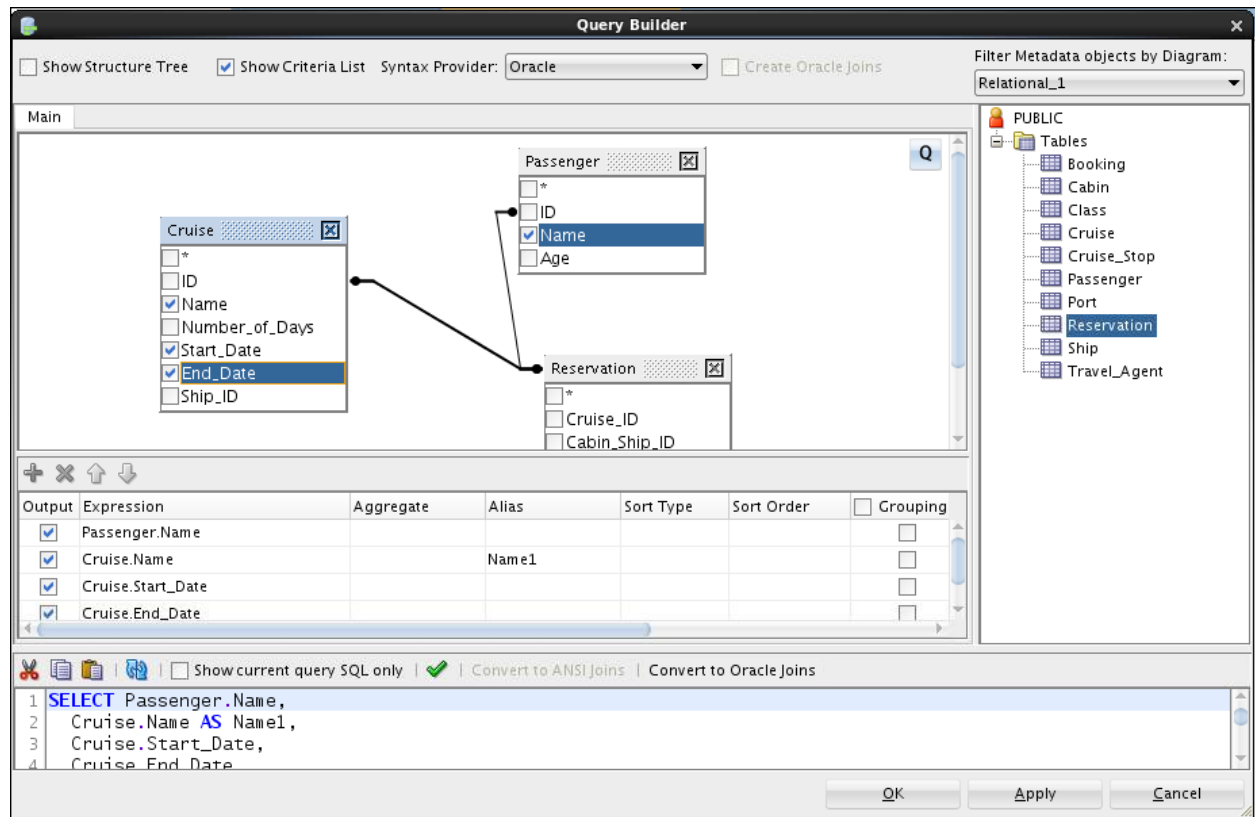 Query Builder
Show Structure Tree Show Criteria List Syntax Provider: Oracle Create Oracle Joins
Filter Metadata objects by Diagram:
Relational_1
Main
Q
Passenger
*
ID
Name
Age
Cruise
*
ID
Name
Number_of_Days
Start_Date
End_Date
Ship_ID
Reservation
*
Cruise_ID
Cabin_Ship_ID
PUBLIC
Tables
Booking
Cabin
Class
Cruise
Cruise_Stop
Passenger
Port
Reservation
Ship
Travel_Agent
Output Expression Aggregate Alias Sort Type Sort Order Grouping
Passenger.Name
Cruise.Name Name1
Cruise.Start_Date
Cruise.End_Date
Show current query SQL only Convert to ANSI Joins Convert to Oracle Joins
1 SELECT Passenger.Name,
2 Cruise.Name AS Name1,
3 Cruise.Start_Date,
4 Cruise.End_Date
OK Apply Cancel